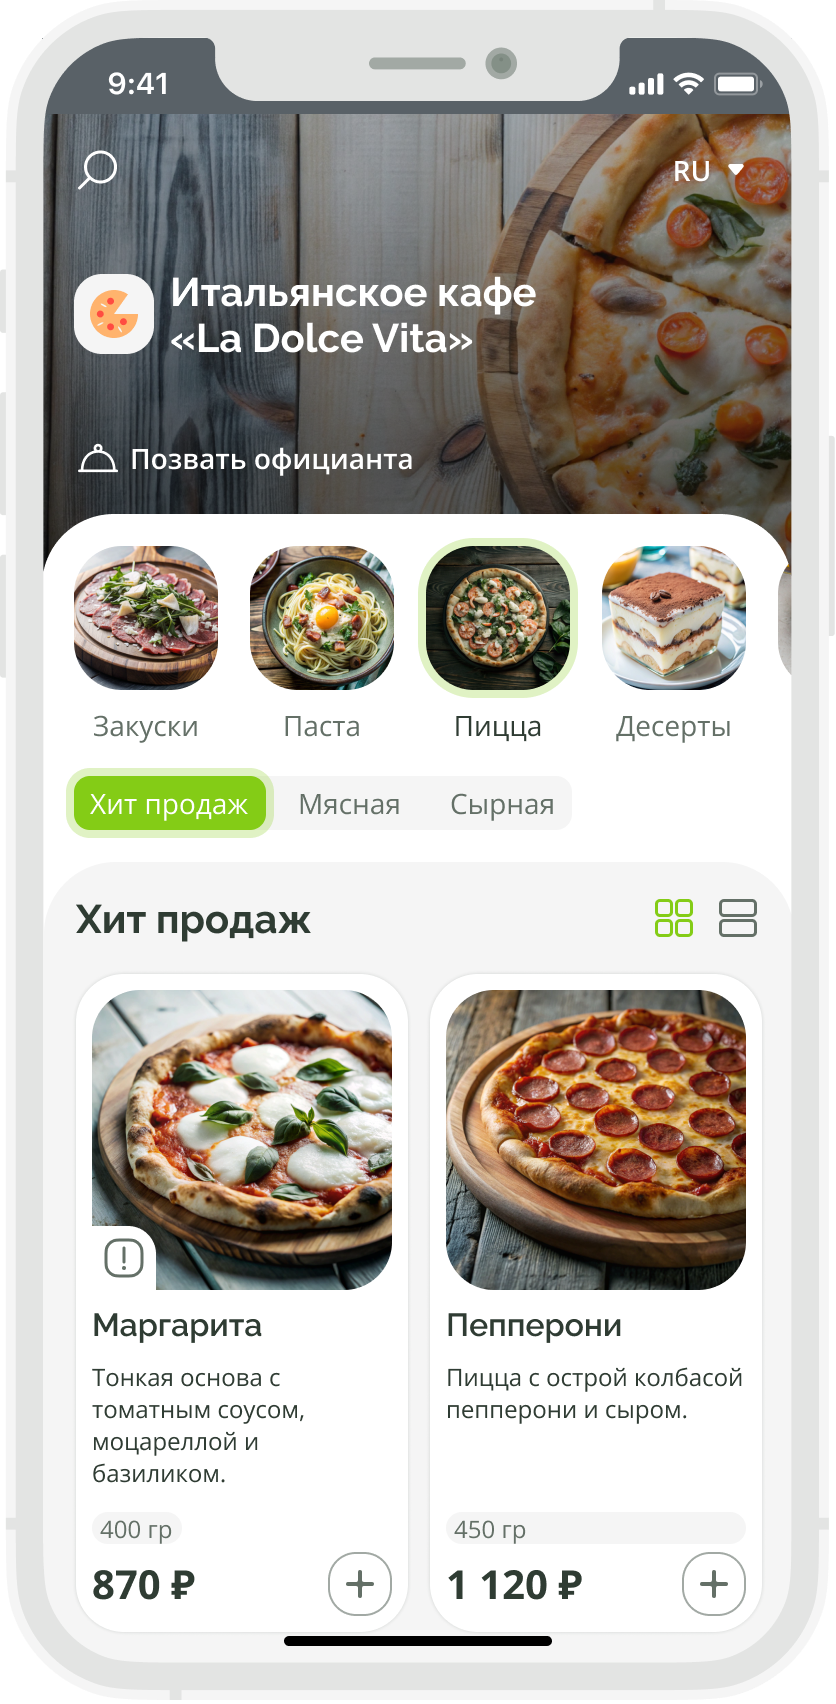 9:41
RU
Итальянское кафе
«La Dolce Vita»
Позвать официанта
Закуски
Паста
Пицца
Десерты
Хит продаж
Мясная
Сырная
Хит продаж
Маргарита
Тонкая основа с
томатным соусом,
моцареллой и
базиликом.
400 гр
870 ₽
Пепперони
Пицца с острой колбасой
пепперони и сыром.
450 гр
1 120 ₽